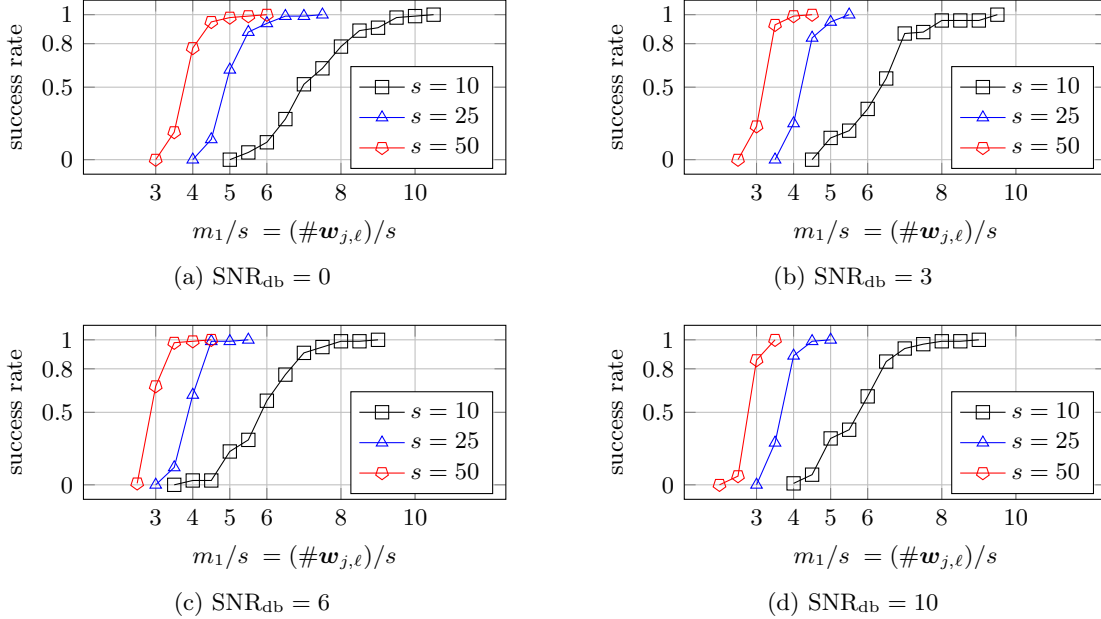 success rate
1
0.8
0.5
0
3 4 5 6 8 10
s = 10
s = 25
s = 50
m₁/s = (#𝒘ⱼ,ℓ)/s
(a) SNR_db = 0
success rate
1
0.8
0.5
0
3 4 5 6 8 10
s = 10
s = 25
s = 50
m₁/s = (#𝒘ⱼ,ℓ)/s
(b) SNR_db = 3
success rate
1
0.8
0.5
0
3 4 5 6 8 10
s = 10
s = 25
s = 50
m₁/s = (#𝒘ⱼ,ℓ)/s
(c) SNR_db = 6
success rate
1
0.8
0.5
0
3 4 5 6 8 10
s = 10
s = 25
s = 50
m₁/s = (#𝒘ⱼ,ℓ)/s
(d) SNR_db = 10